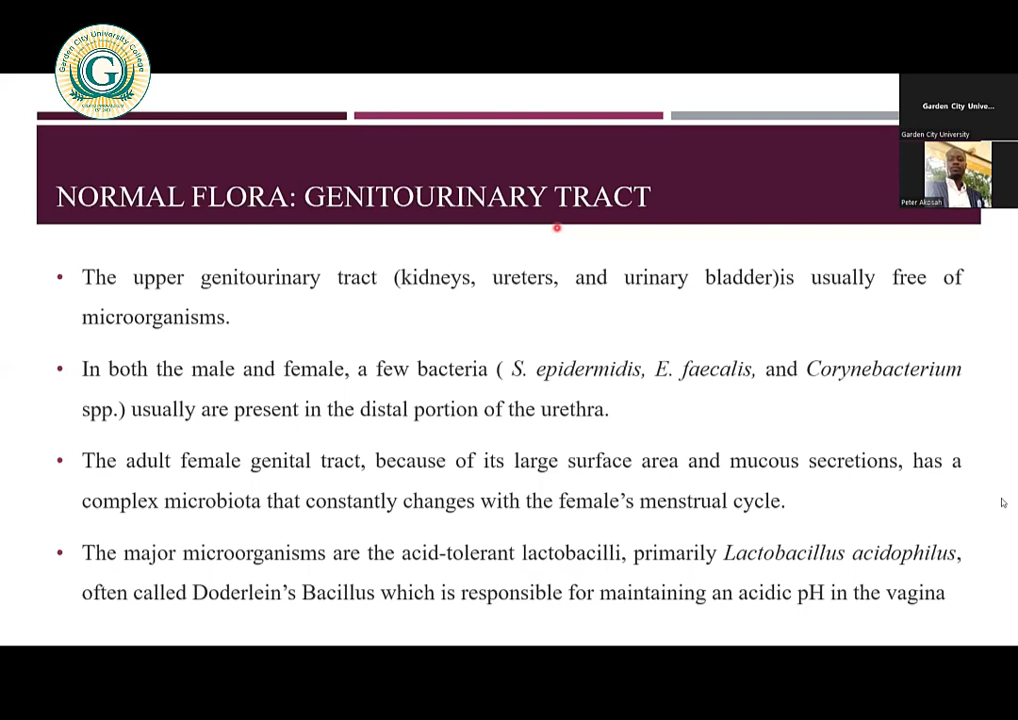 Garden City University College
G
Garden City Unive...
Garden City University
Peter Akosah
NORMAL FLORA: GENITOURINARY TRACT
• The upper genitourinary tract (kidneys, ureters, and urinary bladder)is usually free of
microorganisms.
• In both the male and female, a few bacteria ( S. epidermidis, E. faecalis, and Corynebacterium
spp.) usually are present in the distal portion of the urethra.
• The adult female genital tract, because of its large surface area and mucous secretions, has a
complex microbiota that constantly changes with the female’s menstrual cycle.
• The major microorganisms are the acid-tolerant lactobacilli, primarily Lactobacillus acidophilus,
often called Doderlein’s Bacillus which is responsible for maintaining an acidic pH in the vagina